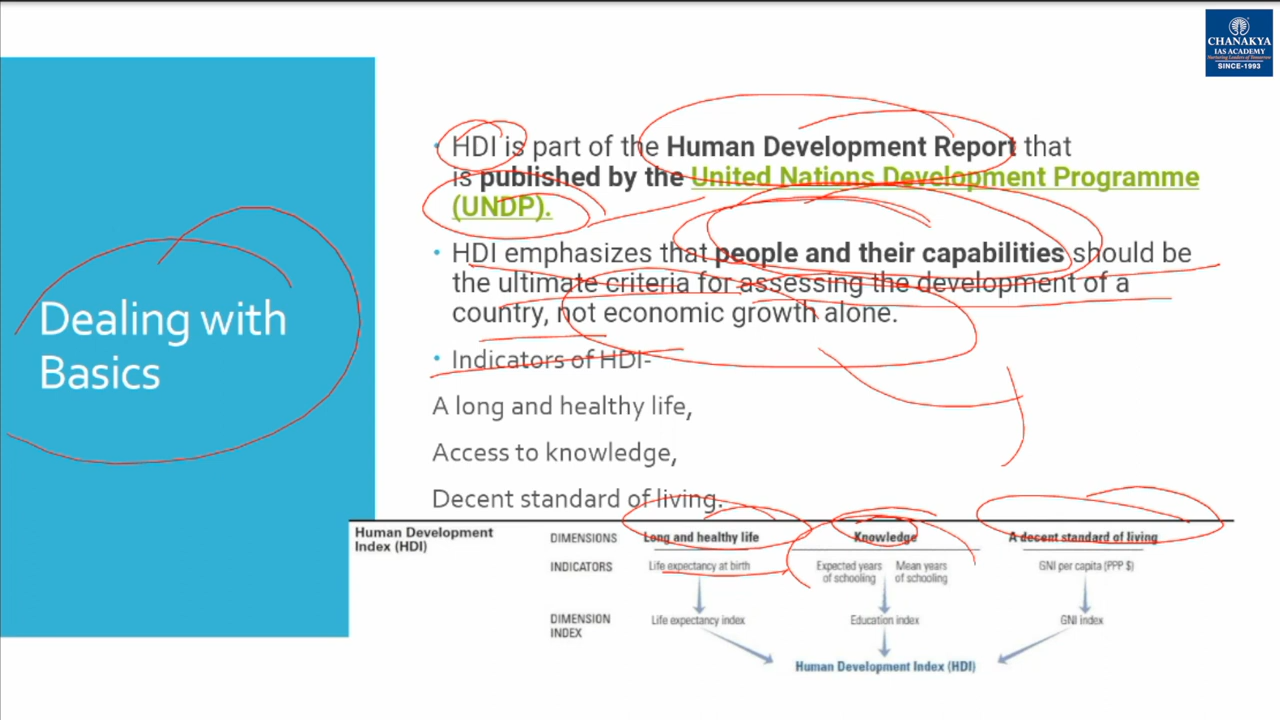 CHANAKYA
IAS ACADEMY
Nurturing Leaders of Tomorrow
SINCE-1993
Dealing with
Basics
• HDI is part of the Human Development Report that
is published by the United Nations Development Programme
(UNDP).
• HDI emphasizes that people and their capabilities should be
the ultimate criteria for assessing the development of a
country, not economic growth alone.
• Indicators of HDI-
A long and healthy life,
Access to knowledge,
Decent standard of living.
Human Development
Index (HDI)
DIMENSIONS Long and healthy life Knowledge A decent standard of living
INDICATORS Life expectancy at birth Expected years Mean years GNI per capita (PPP $)
of schooling of schooling
DIMENSION Life expectancy index Education index GNI index
INDEX
Human Development Index (HDI)